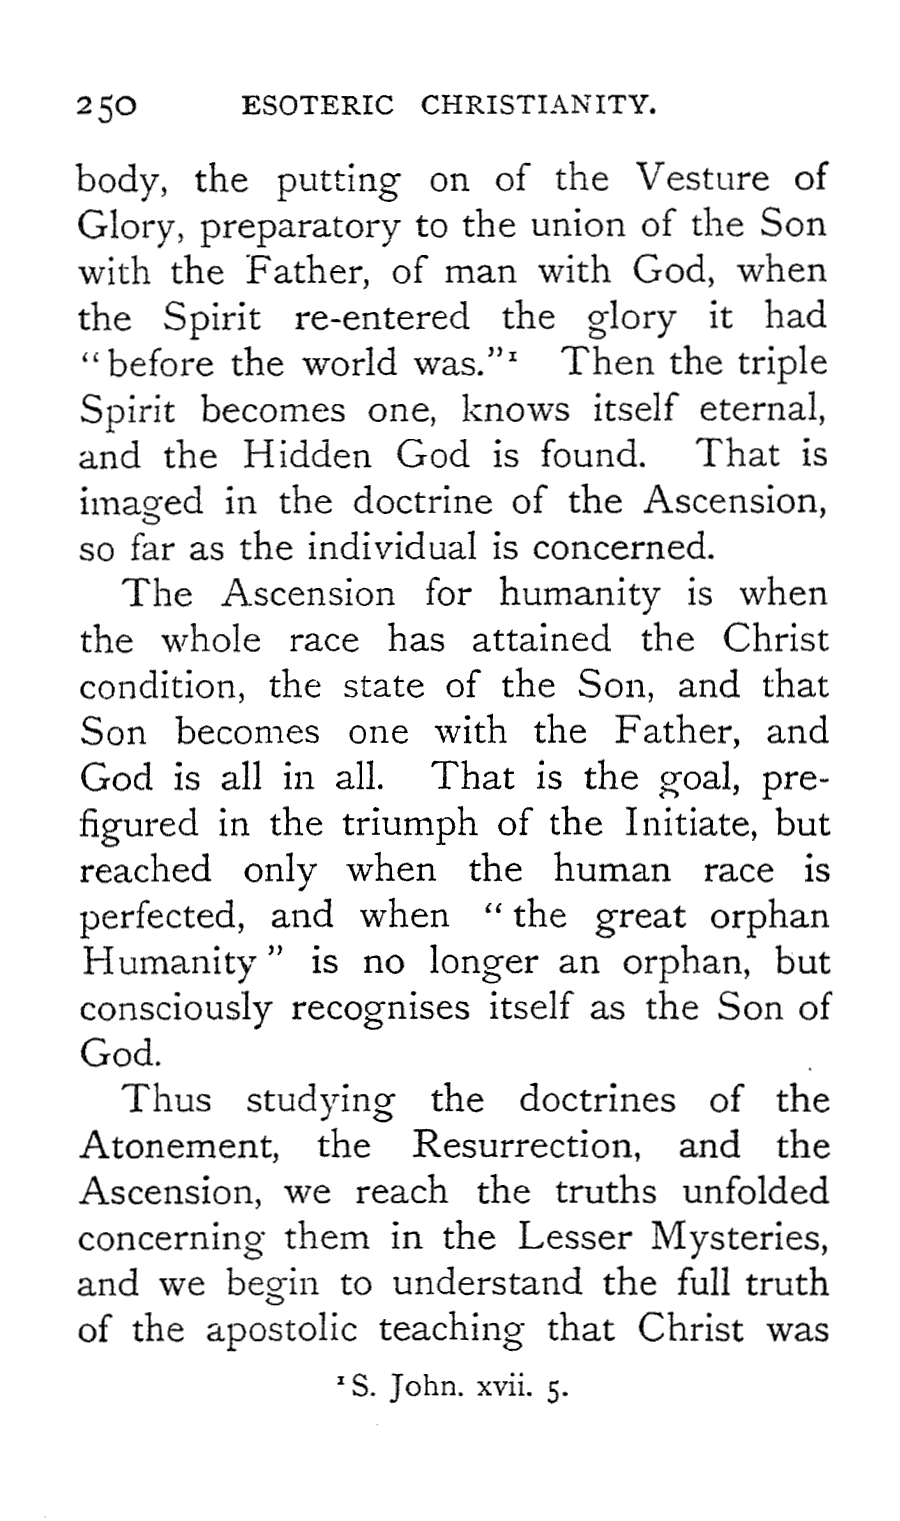 250 ESOTERIC CHRISTIANITY.
body, the putting on of the Vesture of
Glory, preparatory to the union of the Son
with the Father, of man with God, when
the Spirit re-entered the glory it had
“before the world was.”¹ Then the triple
Spirit becomes one, knows itself eternal,
and the Hidden God is found. That is
imaged in the doctrine of the Ascension,
so far as the individual is concerned.
The Ascension for humanity is when
the whole race has attained the Christ
condition, the state of the Son, and that
Son becomes one with the Father, and
God is all in all. That is the goal, pre-
figured in the triumph of the Initiate, but
reached only when the human race is
perfected, and when “the great orphan
Humanity” is no longer an orphan, but
consciously recognises itself as the Son of
God.
Thus studying the doctrines of the
Atonement, the Resurrection, and the
Ascension, we reach the truths unfolded
concerning them in the Lesser Mysteries,
and we begin to understand the full truth
of the apostolic teaching that Christ was
¹ S. John. xvii. 5.